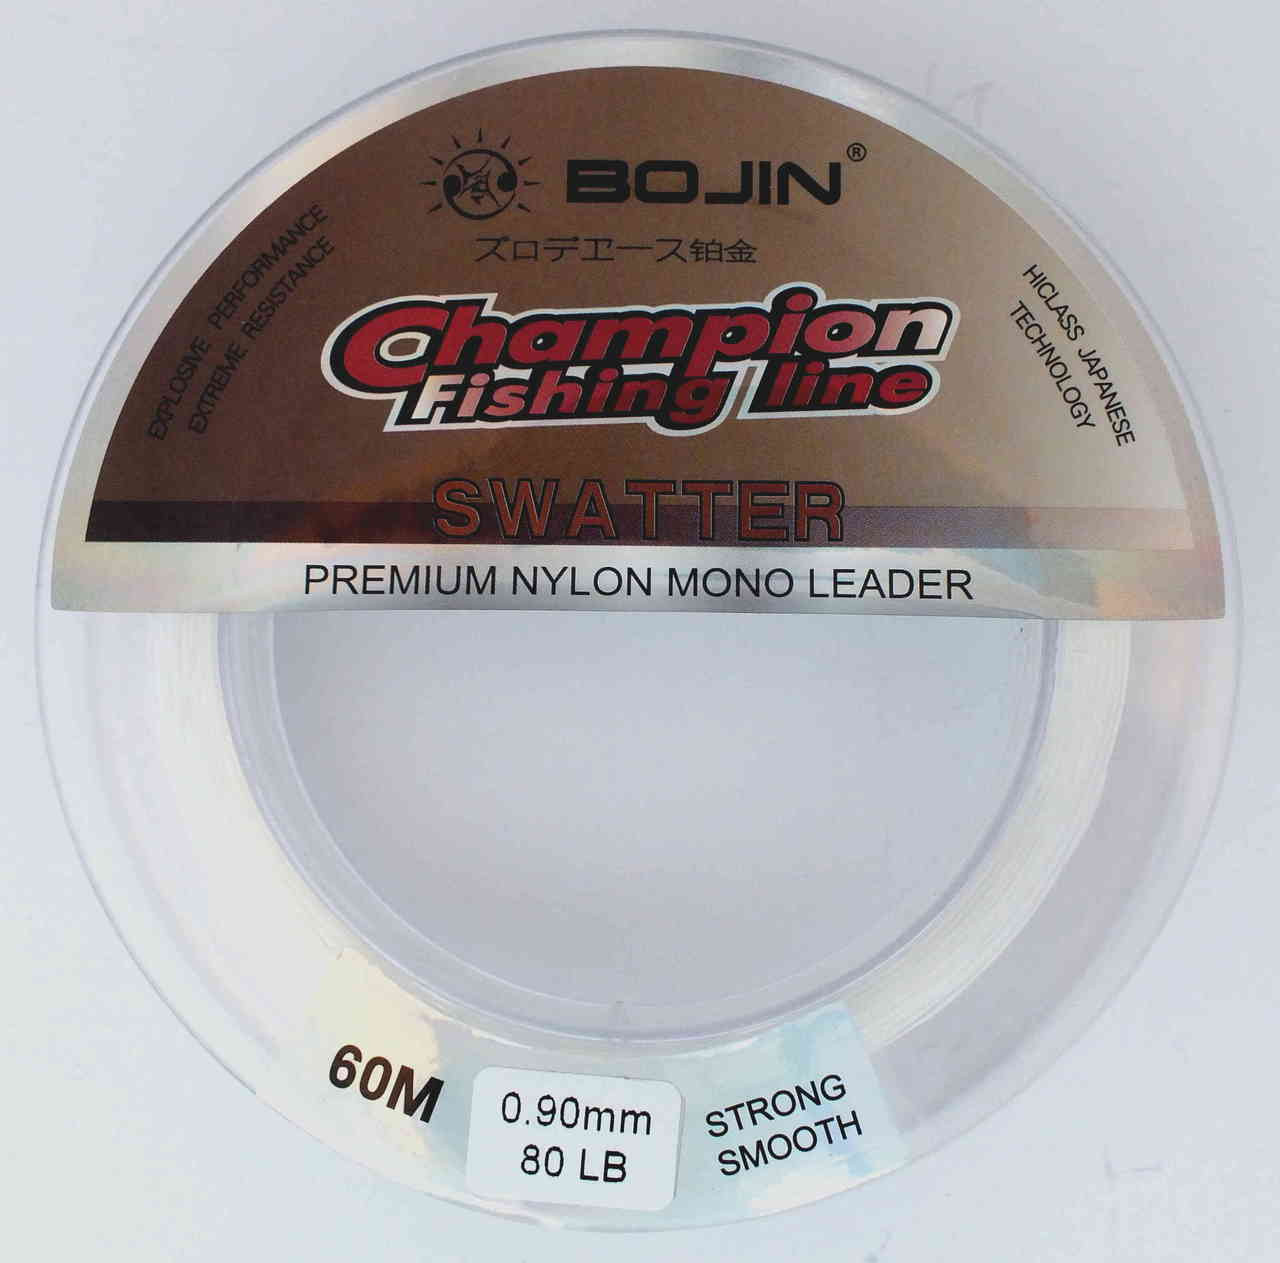 BOJIN®
ズロデエース铂金
EXPLOSIVE PERFORMANCE
EXTREME RESISTANCE
HICLASS JAPANESE
TECHNOLOGY
Champion
Fishing line
SWATTER
PREMIUM NYLON MONO LEADER
60M
0.90mm
80 LB
STRONG
SMOOTH